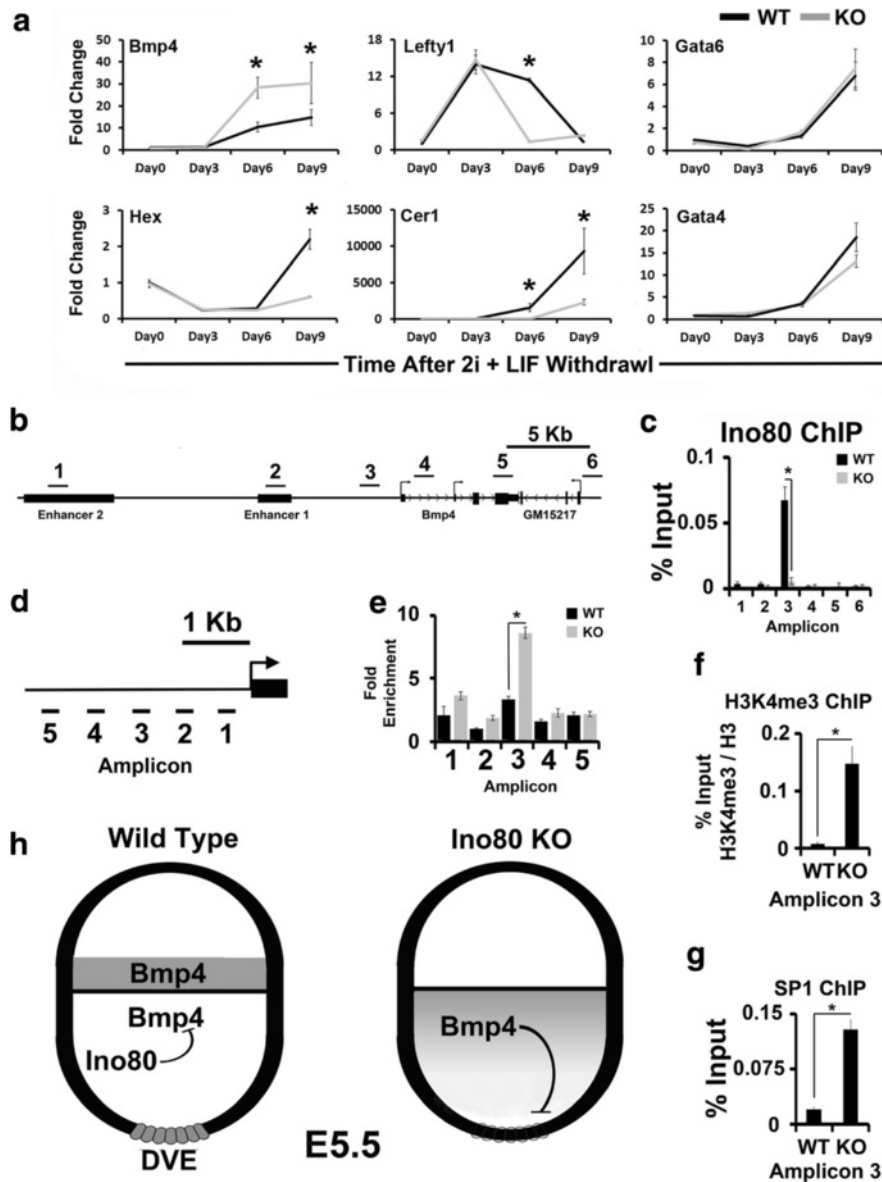 a
WT KO
Bmp4
Fold Change
50
40
30
20
10
0
* *
Day0 Day3 Day6 Day9
Lefty1
18
12
6
0
*
Day0 Day3 Day6 Day9
Gata6
10
8
6
4
2
0
Day0 Day3 Day6 Day9
Hex
Fold Change
3
2
1
0
*
Day0 Day3 Day6 Day9
Cer1
15000
10000
5000
0
* *
Day0 Day3 Day6 Day9
Gata4
25
20
15
10
5
0
Day0 Day3 Day6 Day9
Time After 2i + LIF Withdrawl
b
5 Kb
1 2 3 4 5 6
Enhancer 2 Enhancer 1 Bmp4 GM15217
c
Ino80 ChIP
WT
KO
% Input
0.1
0.05
0
*
1 2 3 4 5 6
Amplicon
d
1 Kb
5 4 3 2 1
Amplicon
e
WT
KO
Fold
Enrichment
10
5
0
*
1 2 3 4 5
Amplicon
f
H3K4me3 ChIP
% Input
H3K4me3 / H3
0.2
0.1
0
*
WT KO
Amplicon 3
g
SP1 ChIP
% Input
0.15
0.075
0
*
WT KO
Amplicon 3
h
Wild Type
Bmp4
Bmp4
Ino80
DVE
E5.5
Ino80 KO
Bmp4